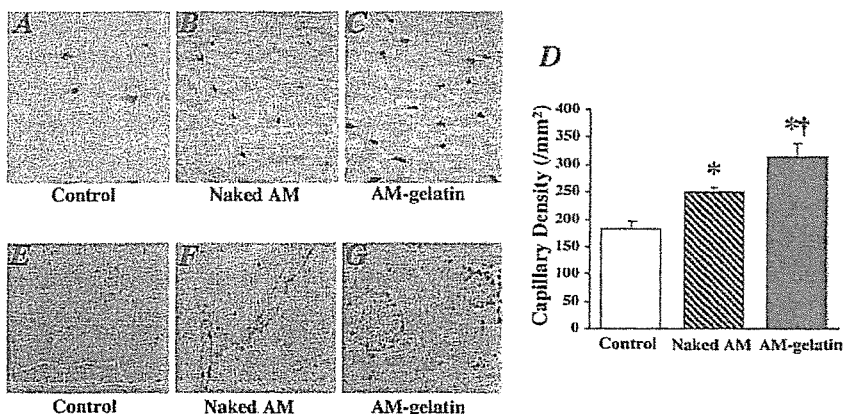 A B C
Control Naked AM AM-gelatin
E F G
Control Naked AM AM-gelatin
D
Capillary Density (/mm²)
400
350
300
250
200
150
100
50
0
*
*†
Control Naked AM AM-gelatin